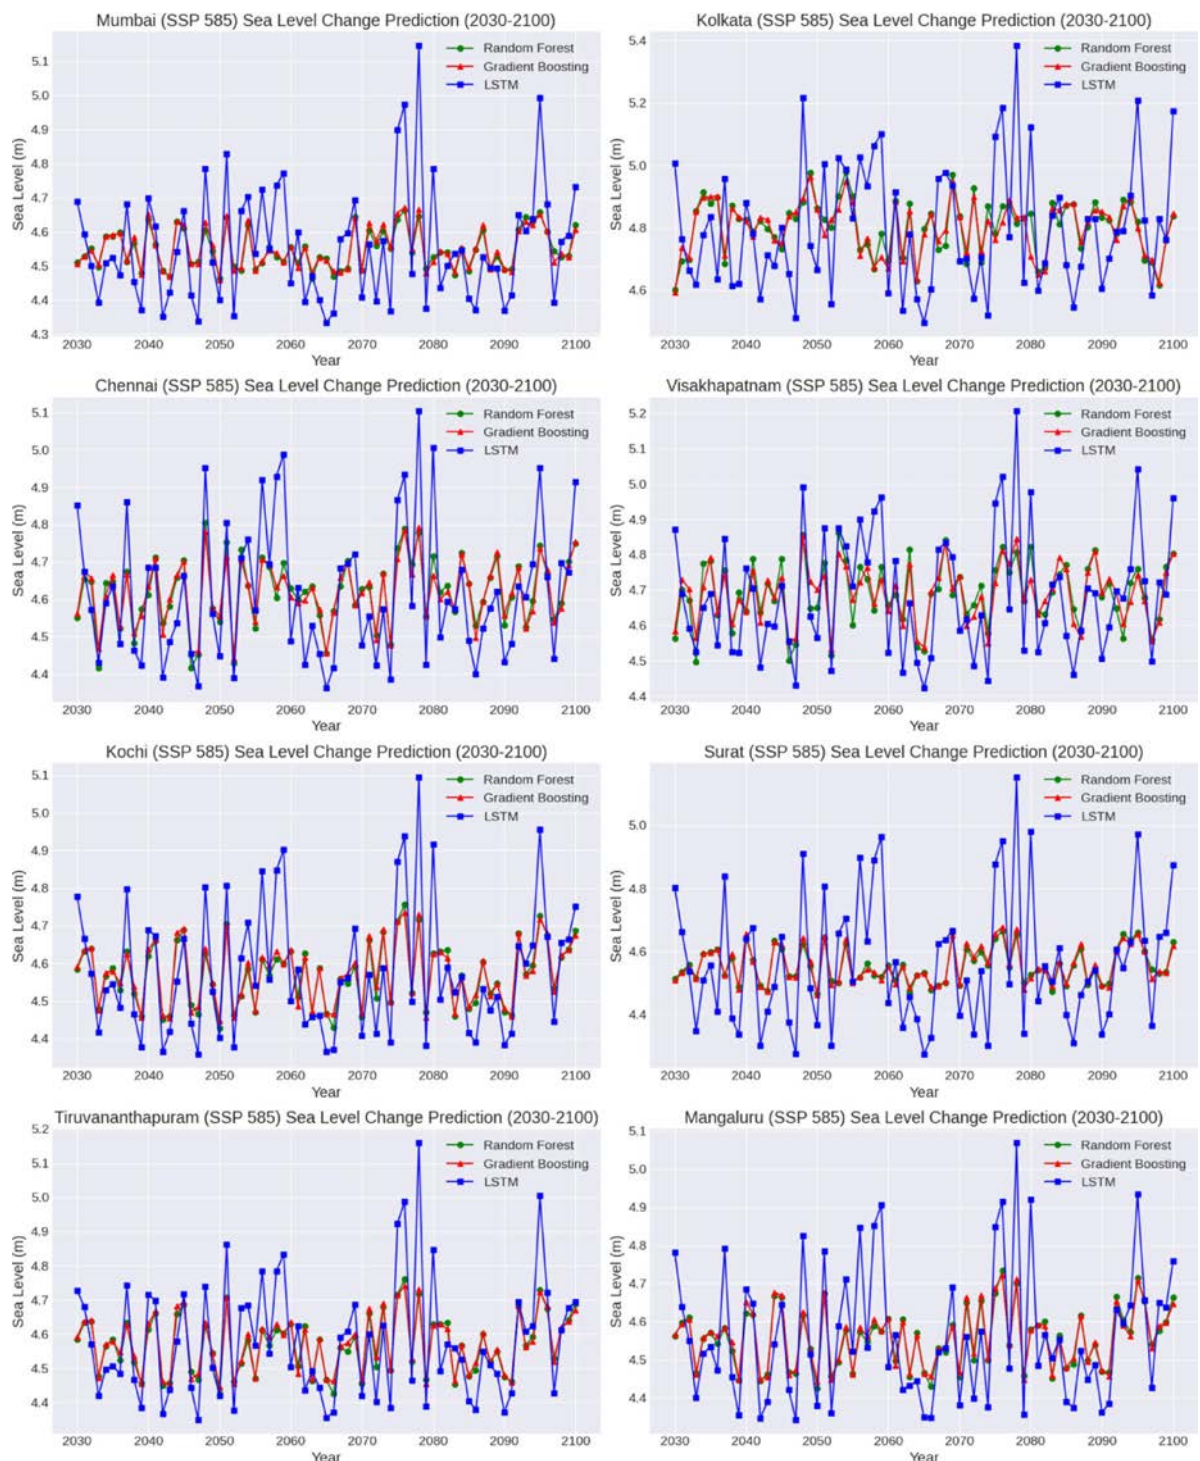 Mumbai (SSP 585) Sea Level Change Prediction (2030-2100)
Random Forest
Gradient Boosting
LSTM
5.1
5.0
4.9
4.8
4.7
4.6
4.5
4.4
4.3
Sea Level (m)
2030 2040 2050 2060 2070 2080 2090 2100
Year
Kolkata (SSP 585) Sea Level Change Prediction (2030-2100)
Random Forest
Gradient Boosting
LSTM
5.4
5.2
5.0
4.8
4.6
Sea Level (m)
2030 2040 2050 2060 2070 2080 2090 2100
Year
Chennai (SSP 585) Sea Level Change Prediction (2030-2100)
Random Forest
Gradient Boosting
LSTM
5.1
5.0
4.9
4.8
4.7
4.6
4.5
4.4
Sea Level (m)
2030 2040 2050 2060 2070 2080 2090 2100
Year
Visakhapatnam (SSP 585) Sea Level Change Prediction (2030-2100)
Random Forest
Gradient Boosting
LSTM
5.2
5.1
5.0
4.9
4.8
4.7
4.6
4.5
4.4
Sea Level (m)
2030 2040 2050 2060 2070 2080 2090 2100
Year
Kochi (SSP 585) Sea Level Change Prediction (2030-2100)
Random Forest
Gradient Boosting
LSTM
5.1
5.0
4.9
4.8
4.7
4.6
4.5
4.4
Sea Level (m)
2030 2040 2050 2060 2070 2080 2090 2100
Year
Surat (SSP 585) Sea Level Change Prediction (2030-2100)
Random Forest
Gradient Boosting
LSTM
5.0
4.8
4.6
4.4
Sea Level (m)
2030 2040 2050 2060 2070 2080 2090 2100
Year
Tiruvananthapuram (SSP 585) Sea Level Change Prediction (2030-2100)
Random Forest
Gradient Boosting
LSTM
5.2
5.1
5.0
4.9
4.8
4.7
4.6
4.5
4.4
Sea Level (m)
2030 2040 2050 2060 2070 2080 2090 2100
Year
Mangaluru (SSP 585) Sea Level Change Prediction (2030-2100)
Random Forest
Gradient Boosting
LSTM
5.1
5.0
4.9
4.8
4.7
4.6
4.5
4.4
Sea Level (m)
2030 2040 2050 2060 2070 2080 2090 2100
Year